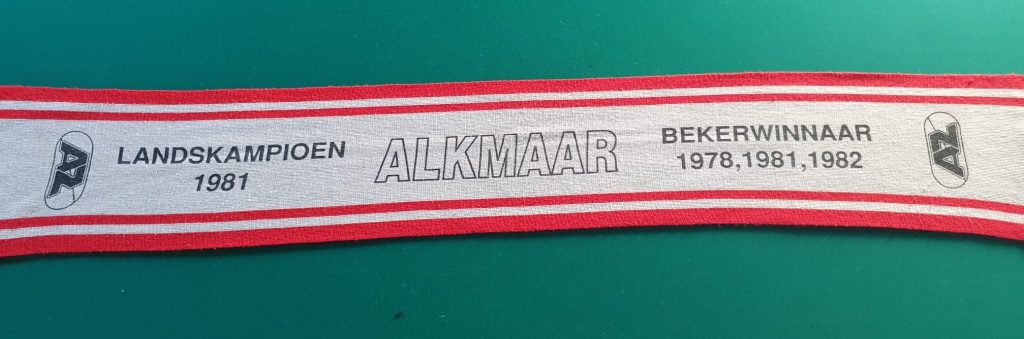 AZ
LANDSKAMPIOEN
1981
ALKMAAR
BEKERWINNAAR
1978,1981,1982
AZ